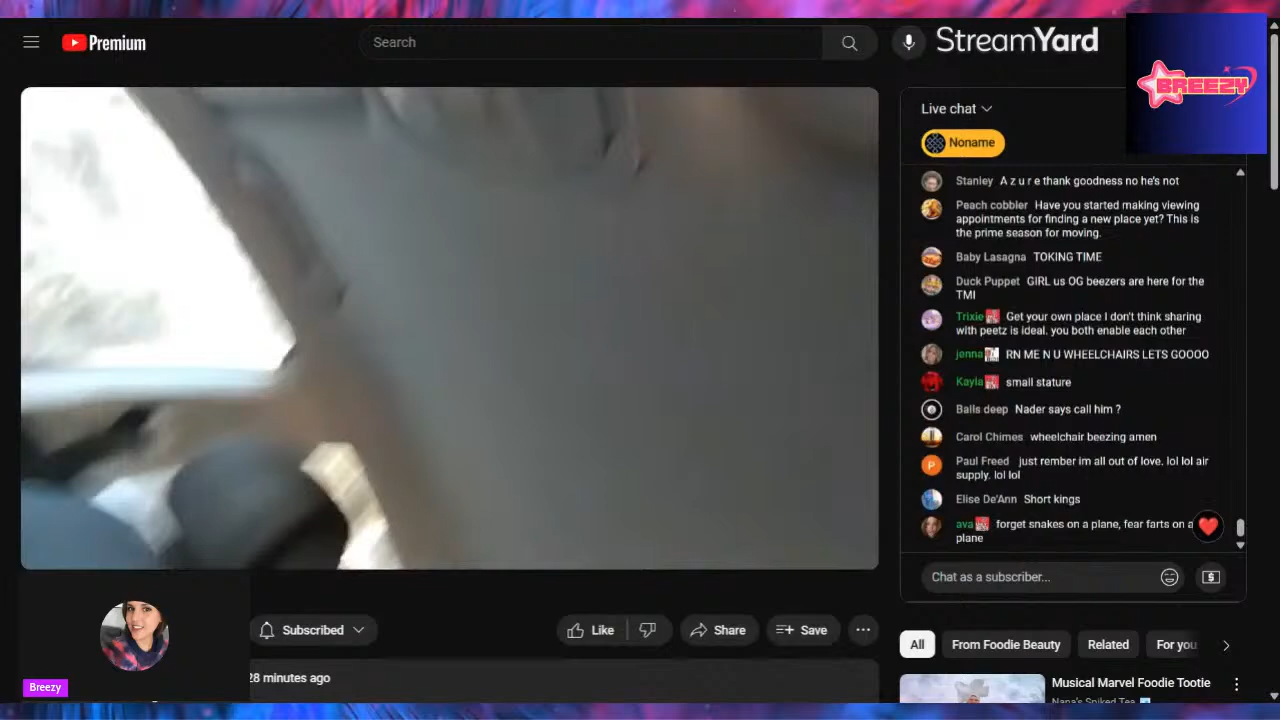 Premium
Search
StreamYard
BREEZY
Live chat
Noname
Stanley A z u r e thank goodness no he's not
Peach cobbler Have you started making viewing
appointments for finding a new place yet? This is
the prime season for moving.
Baby Lasagna TOKING TIME
Duck Puppet GIRL us OG beezers are here for the
TMI
Trixie Get your own place I don't think sharing
with peetz is ideal. you both enable each other
jenna RN ME N U WHEELCHAIRS LETS GOOOO
Kayla small stature
Balls deep Nader says call him ?
Carol Chimes wheelchair beezing amen
P Paul Freed just rember im all out of love. lol lol air
supply. lol lol
Elise De'Ann Short kings
ava forget snakes on a plane, fear farts on a
plane
Chat as a subscriber...
Subscribed
Like
Share
Save
All
From Foodie Beauty
Related
For you
Breezy
28 minutes ago
Musical Marvel Foodie Tootie
Nana's Spiked Tea